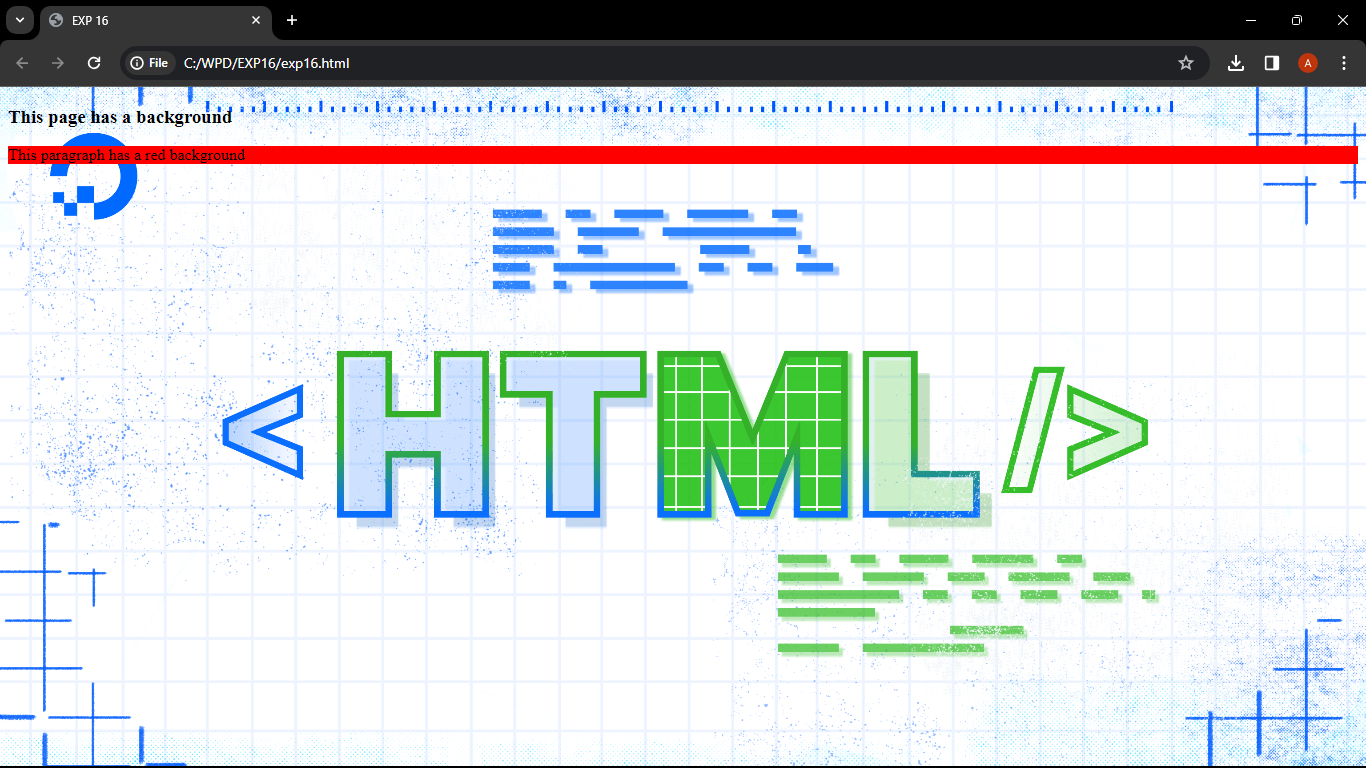 EXP 16
File C:/WPD/EXP16/exp16.html
A
This page has a background
This paragraph has a red background
<HTML/>